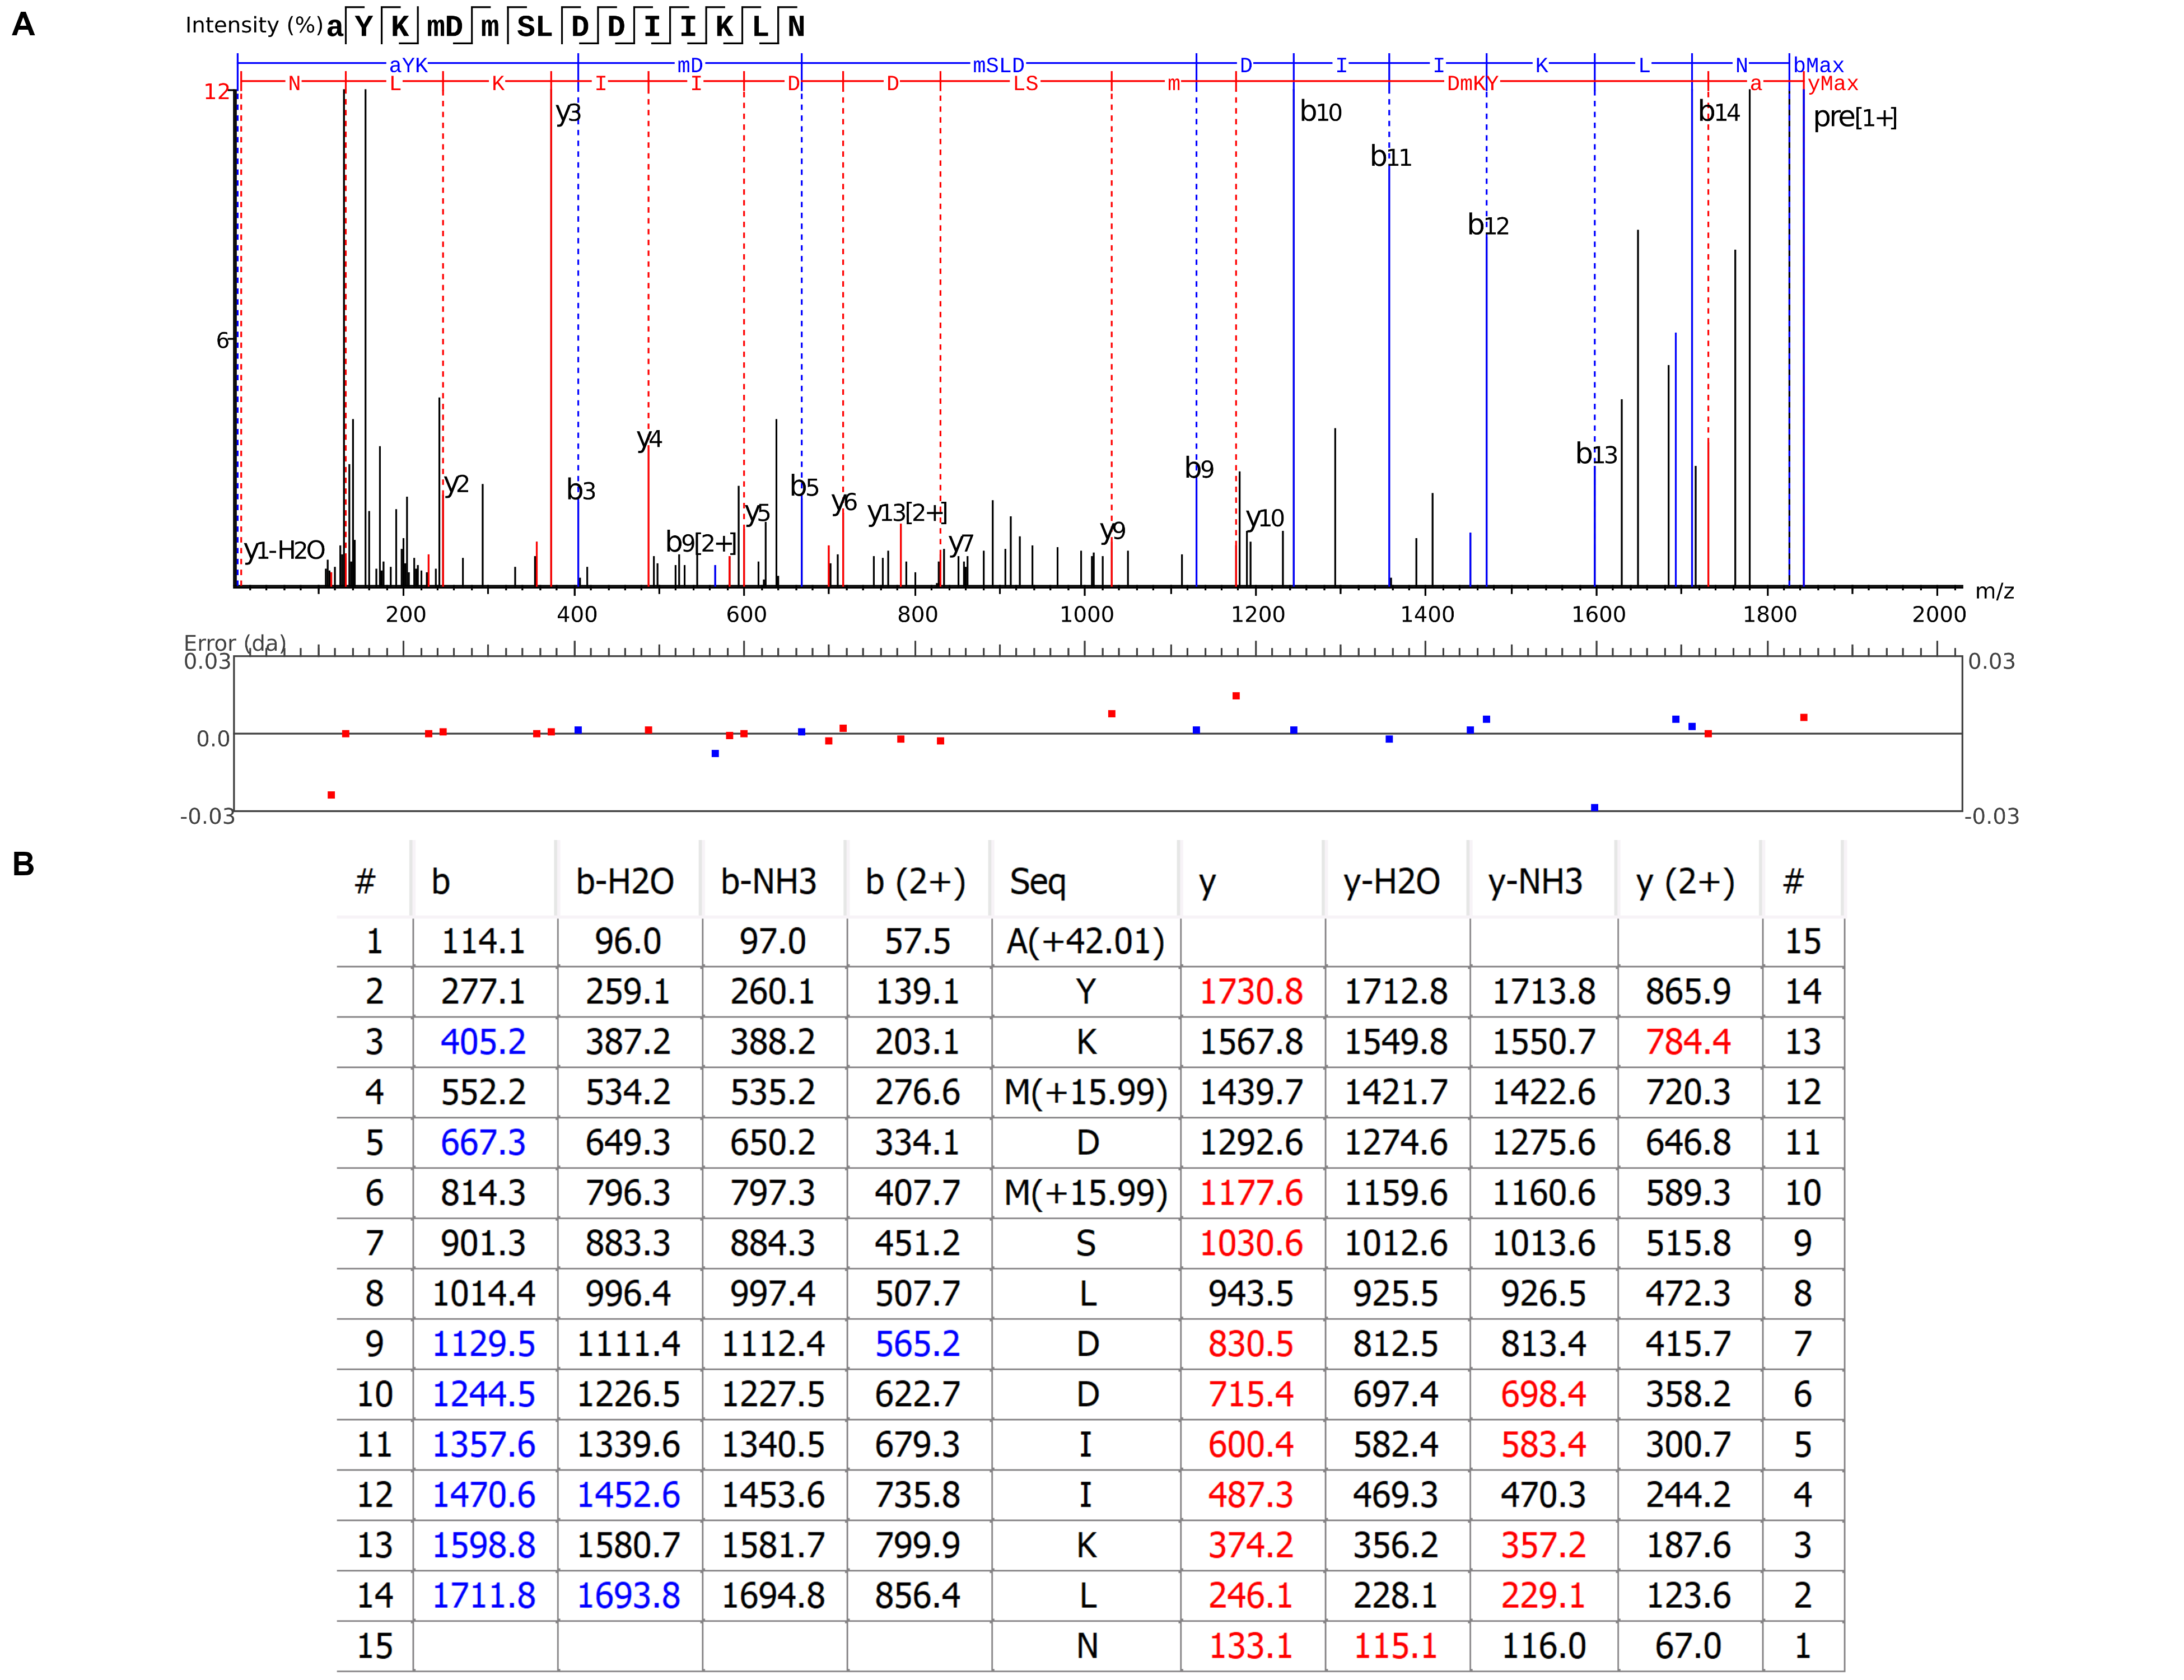 A
Intensity (%) aYKmDmSLDDIIKLN
aYK mD mSLD D I I K L N bMax
N L K I I D D LS m DmKY a yMax
12
y3 b10 b14 pre[1+]
b11
b12
6
y4
b13
b9
y2 b3 b5
y6 y13[2+]
y5 y10
y9
b9[2+] y7
y1-H2O
200 400 600 800 1000 1200 1400 1600 1800 2000 m/z
Error (da)
0.03 0.03
0.0
-0.03 -0.03
B
# b b-H2O b-NH3 b (2+) Seq y y-H2O y-NH3 y (2+) #
1 114.1 96.0 97.0 57.5 A(+42.01) 15
2 277.1 259.1 260.1 139.1 Y 1730.8 1712.8 1713.8 865.9 14
3 405.2 387.2 388.2 203.1 K 1567.8 1549.8 1550.7 784.4 13
4 552.2 534.2 535.2 276.6 M(+15.99) 1439.7 1421.7 1422.6 720.3 12
5 667.3 649.3 650.2 334.1 D 1292.6 1274.6 1275.6 646.8 11
6 814.3 796.3 797.3 407.7 M(+15.99) 1177.6 1159.6 1160.6 589.3 10
7 901.3 883.3 884.3 451.2 S 1030.6 1012.6 1013.6 515.8 9
8 1014.4 996.4 997.4 507.7 L 943.5 925.5 926.5 472.3 8
9 1129.5 1111.4 1112.4 565.2 D 830.5 812.5 813.4 415.7 7
10 1244.5 1226.5 1227.5 622.7 D 715.4 697.4 698.4 358.2 6
11 1357.6 1339.6 1340.5 679.3 I 600.4 582.4 583.4 300.7 5
12 1470.6 1452.6 1453.6 735.8 I 487.3 469.3 470.3 244.2 4
13 1598.8 1580.7 1581.7 799.9 K 374.2 356.2 357.2 187.6 3
14 1711.8 1693.8 1694.8 856.4 L 246.1 228.1 229.1 123.6 2
15 N 133.1 115.1 116.0 67.0 1